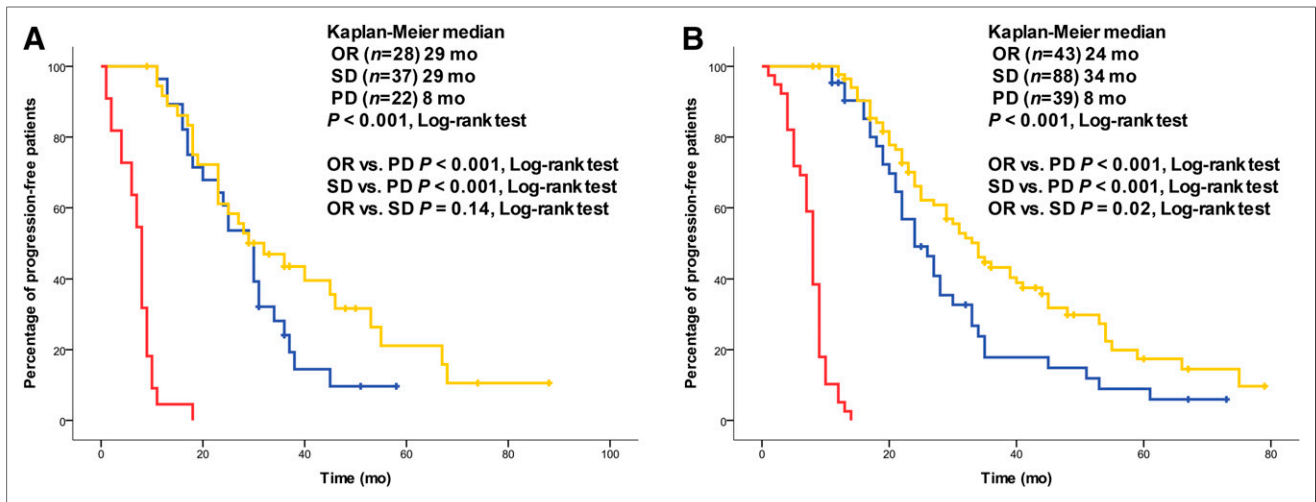 A
Kaplan-Meier median
OR (n=28) 29 mo
SD (n=37) 29 mo
PD (n=22) 8 mo
P < 0.001, Log-rank test
OR vs. PD P < 0.001, Log-rank test
SD vs. PD P < 0.001, Log-rank test
OR vs. SD P = 0.14, Log-rank test
Percentage of progression-free patients
100
80
60
40
20
0
0 20 40 60 80 100
Time (mo)
B
Kaplan-Meier median
OR (n=43) 24 mo
SD (n=88) 34 mo
PD (n=39) 8 mo
P < 0.001, Log-rank test
OR vs. PD P < 0.001, Log-rank test
SD vs. PD P < 0.001, Log-rank test
OR vs. SD P = 0.02, Log-rank test
Percentage of progression-free patients
100
80
60
40
20
0
0 20 40 60 80
Time (mo)